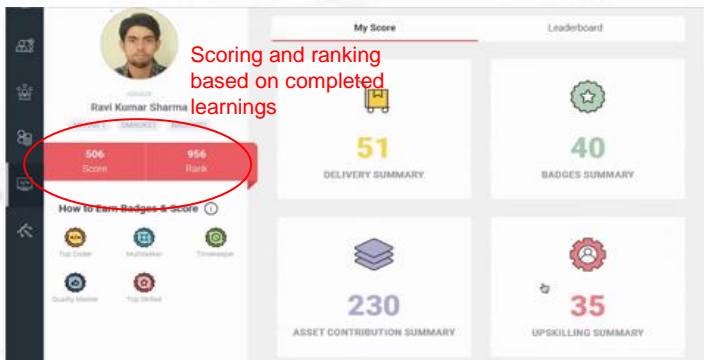 My Score
Leaderboard
Scoring and ranking
based on completed
learnings
Ravi Kumar Sharma
506
Score
956
Rank
How to Earn Badges & Score
Top Coder
Multitasker
Timekeeper
Quality Master
Top Skilled
51
DELIVERY SUMMARY
40
BADGES SUMMARY
230
ASSET CONTRIBUTION SUMMARY
35
UPSKILLING SUMMARY